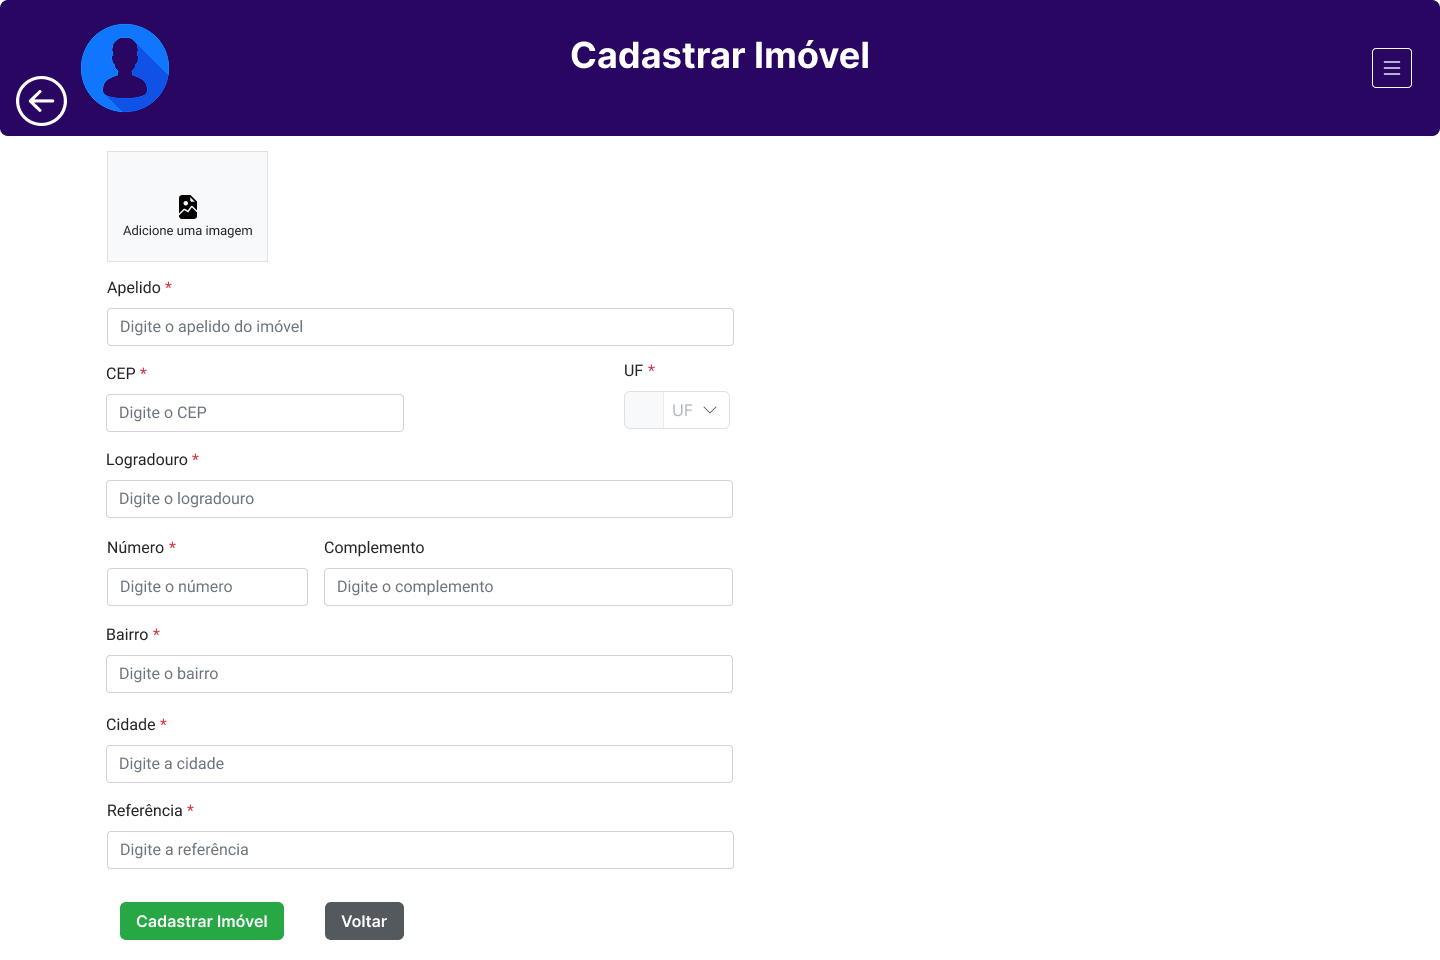 Cadastrar Imóvel
Adicione uma imagem
Apelido *
Digite o apelido do imóvel
CEP *
UF *
Digite o CEP
UF
Logradouro *
Digite o logradouro
Número *
Complemento
Digite o número
Digite o complemento
Bairro *
Digite o bairro
Cidade *
Digite a cidade
Referência *
Digite a referência
Cadastrar Imóvel
Voltar